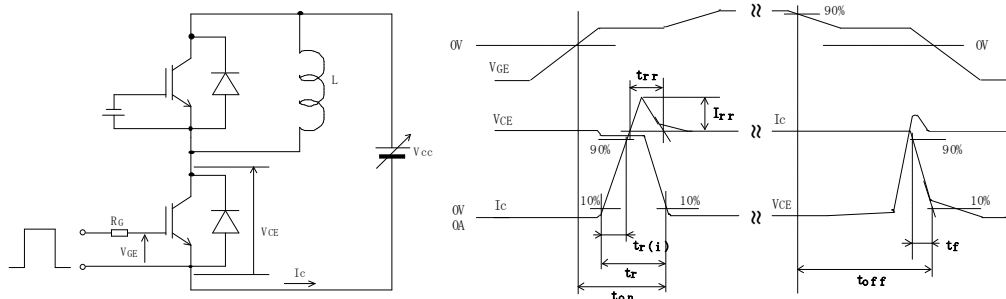 L
Vcc
RG
VGE
VCE
Ic
0V
VGE
90%
0V
trr
Irr
VCE
Ic
90%
90%
10%
10%
VCE
10%
0V
0A
Ic
tr(i)
tr
ton
tf
toff